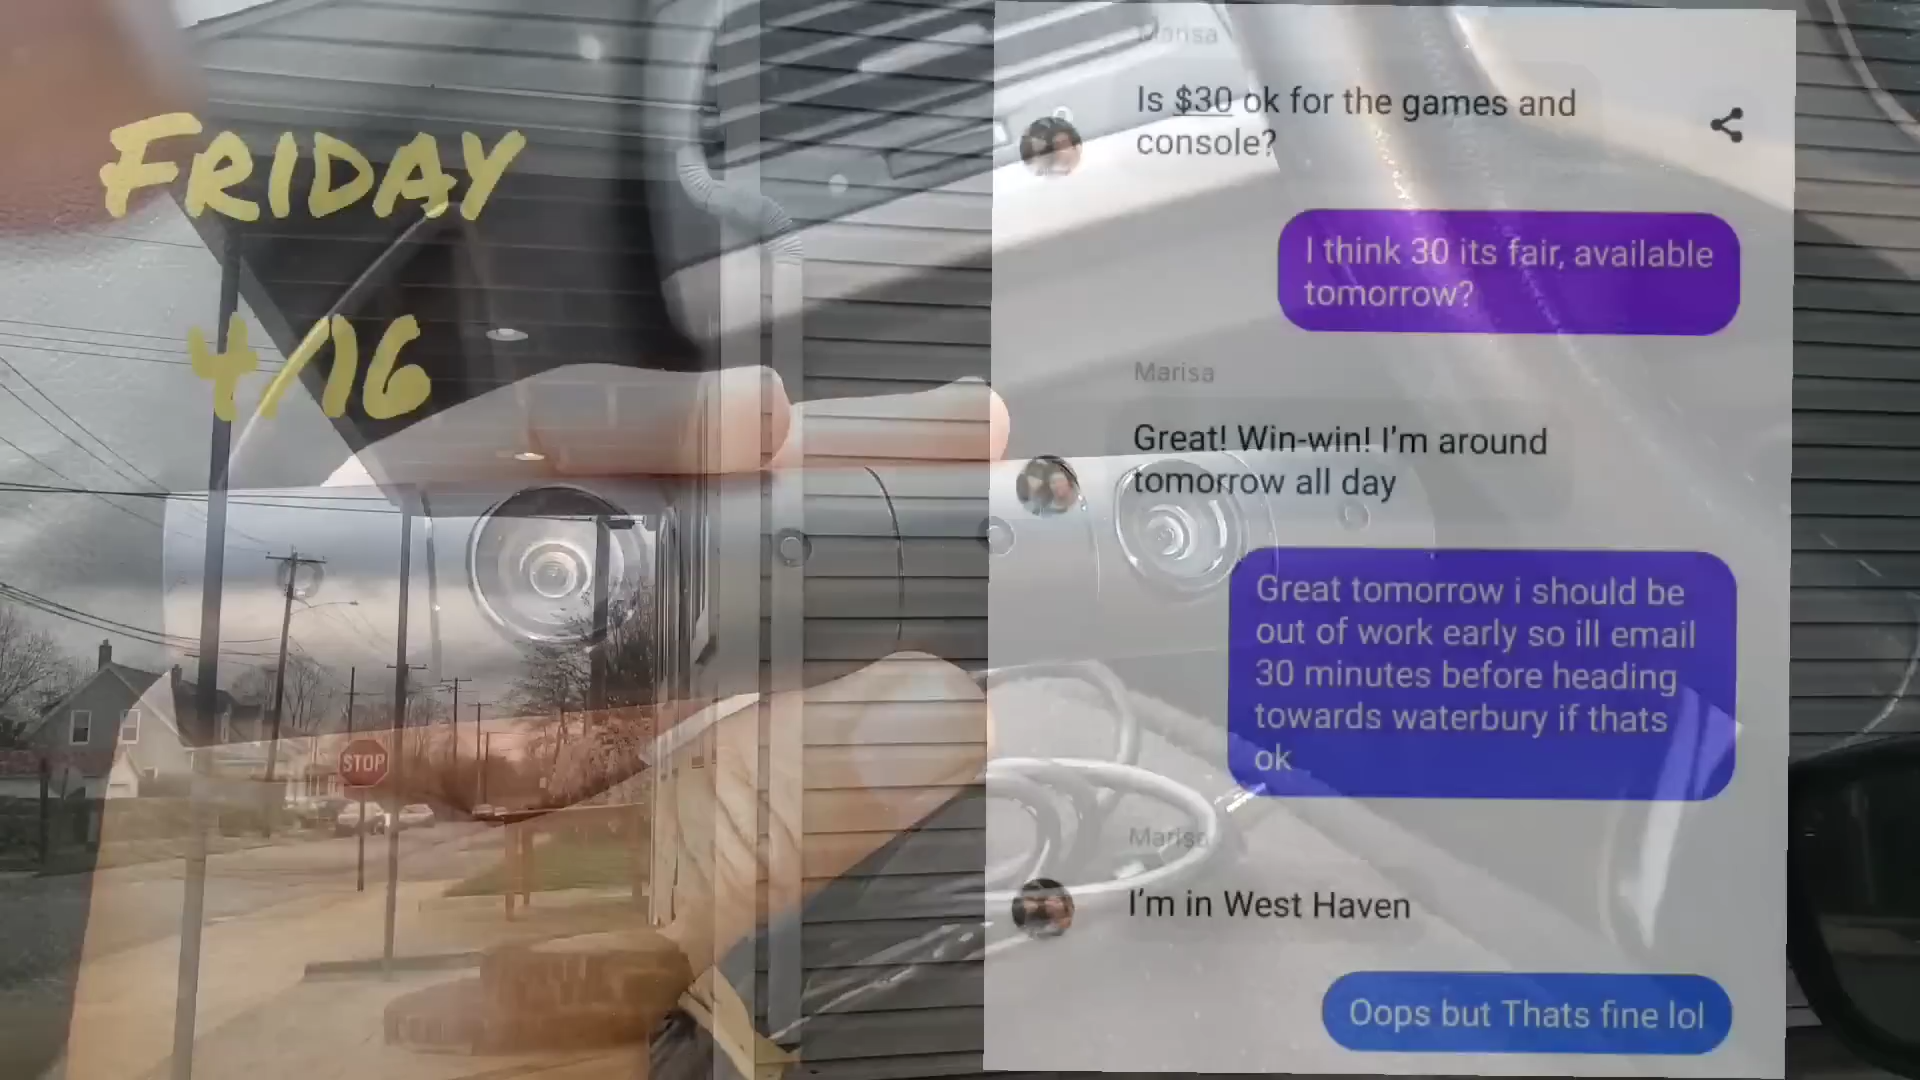 FRIDAY
4/16
STOP
Marisa
Is $30 ok for the games and
console?
I think 30 its fair, available
tomorrow?
Marisa
Great! Win-win! I'm around
tomorrow all day
Great tomorrow i should be
out of work early so ill email
30 minutes before heading
towards waterbury if thats
ok
Marisa
I'm in West Haven
Oops but Thats fine lol